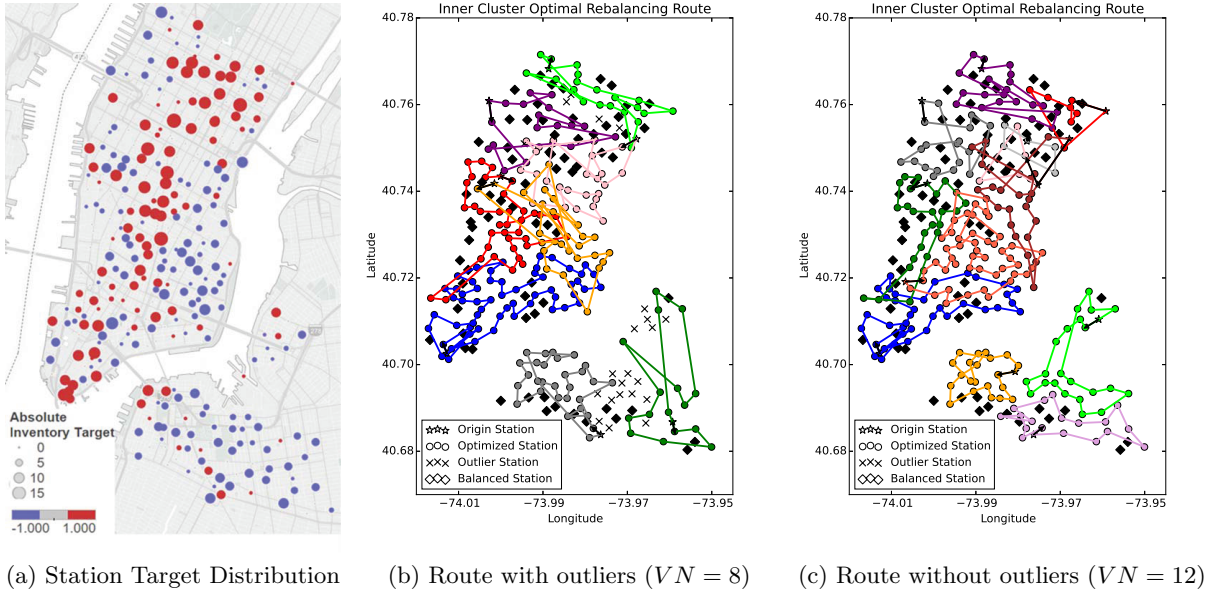 Absolute
Inventory Target
0
5
10
15
-1.000 1.000
Inner Cluster Optimal Rebalancing Route
40.78
40.76
40.74
40.72
40.70
40.68
Latitude
Origin Station
Optimized Station
Outlier Station
Balanced Station
−74.01 −73.99 −73.97 −73.95
Longitude
Inner Cluster Optimal Rebalancing Route
40.78
40.76
40.74
40.72
40.70
40.68
Latitude
Origin Station
Optimized Station
Outlier Station
Balanced Station
−74.01 −73.99 −73.97 −73.95
Longitude
(a) Station Target Distribution
(b) Route with outliers (VN = 8)
(c) Route without outliers (VN = 12)